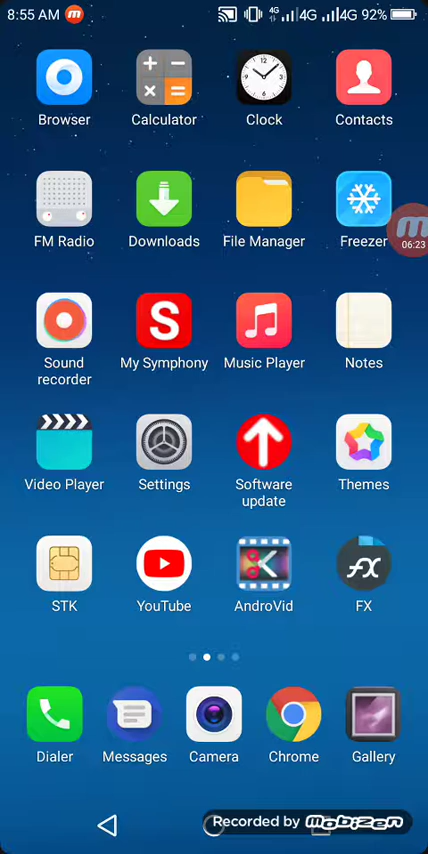 8:55 AM m 4G 4G 4G 92%
Browser Calculator Clock Contacts
m
06:23
FM Radio Downloads File Manager Freezer
S
Sound recorder My Symphony Music Player Notes
Video Player Settings Software update Themes
FX
STK YouTube AndroVid FX
Dialer Messages Camera Chrome Gallery
Recorded by mobizen